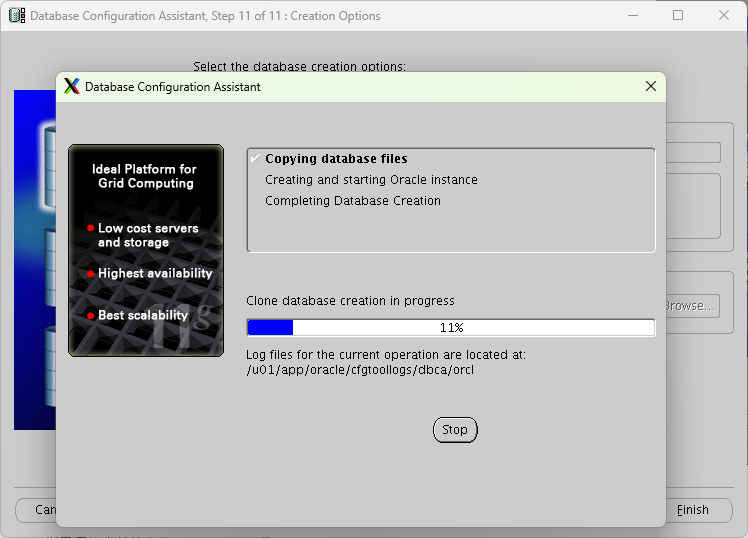 Database Configuration Assistant, Step 11 of 11 : Creation Options
Select the database creation options:
Database Configuration Assistant
Ideal Platform for
Grid Computing
Low cost servers
and storage
Highest availability
Best scalability
11g
Copying database files
Creating and starting Oracle instance
Completing Database Creation
Clone database creation in progress
11%
Log files for the current operation are located at:
/u01/app/oracle/cfgtoollogs/dbca/orcl
Stop
Browse...
Can
Finish